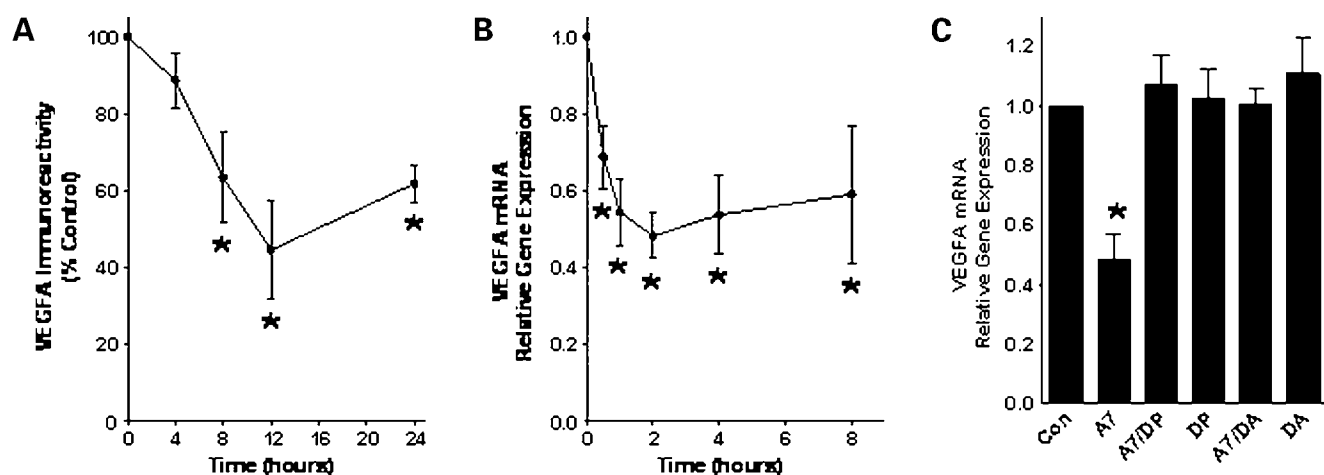 A
VEGFA Immunoreactivity
(% Control)
100
80
60
40
20
0
0 4 8 12 16 20 24
Time (hours)
B
VEGFA mRNA
Relative Gene Expression
1.0
0.8
0.6
0.4
0.2
0.0
0 2 4 6 8
Time (hours)
C
VEGFA mRNA
Relative Gene Expression
1.2
1.0
0.8
0.6
0.4
0.2
0.0
Con A7 A7/DP DP A7/DA DA